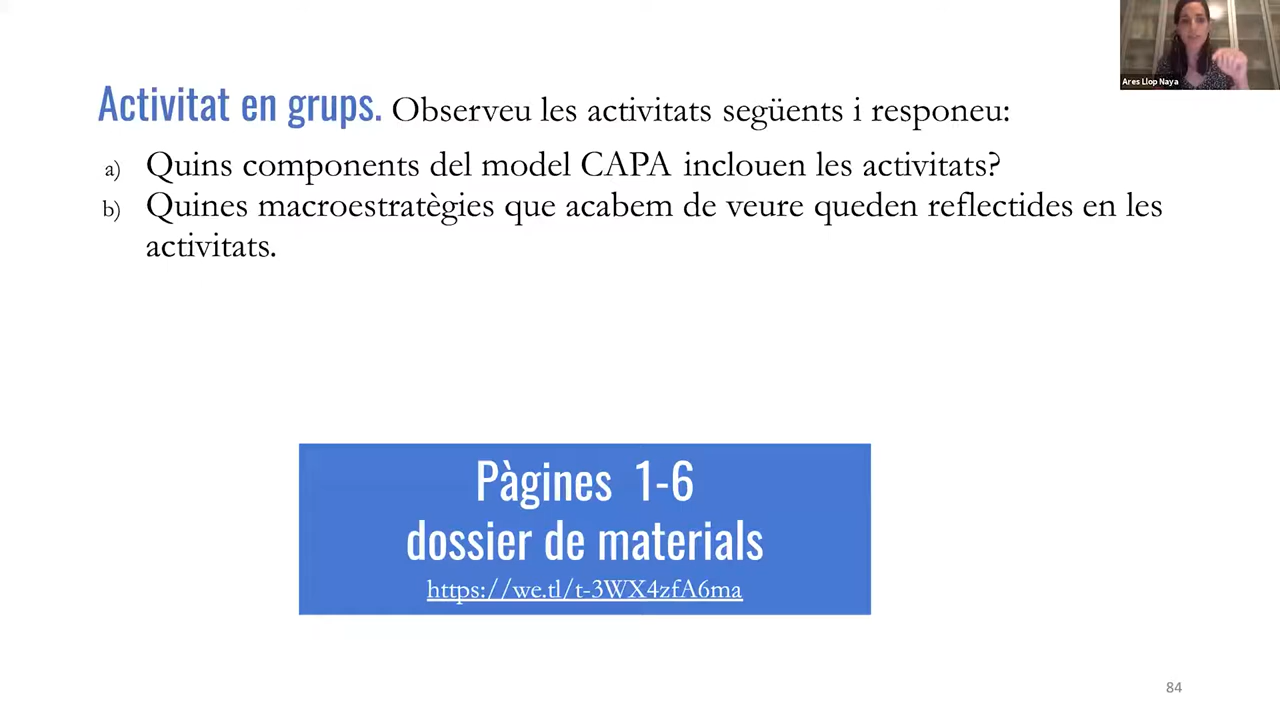 Ares Llop Naya
Activitat en grups. Observeu les activitats següents i responeu:
a) Quins components del model CAPA inclouen les activitats?
b) Quines macroestratègies que acabem de veure queden reflectides en les
activitats.
Pàgines 1-6
dossier de materials
https://we.tl/t-3WX4zfA6ma
84